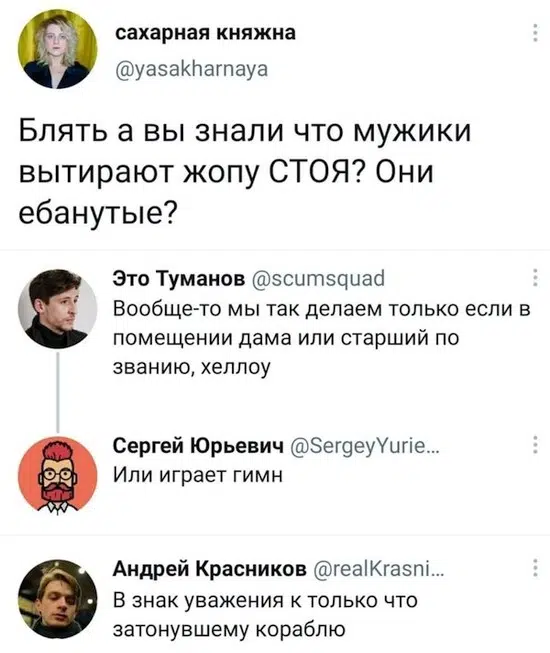 сахарная княжна
@yasakharnaya
Блять а вы знали что мужики
вытирают жопу СТОЯ? Они
ебанутые?
Это Туманов @scumsquad
Вообще-то мы так делаем только если в
помещении дама или старший по
званию, хеллоу
Сергей Юрьевич @SergeyYurie...
Или играет гимн
Андрей Красников @realKrasni...
В знак уважения к только что
затонувшему кораблю